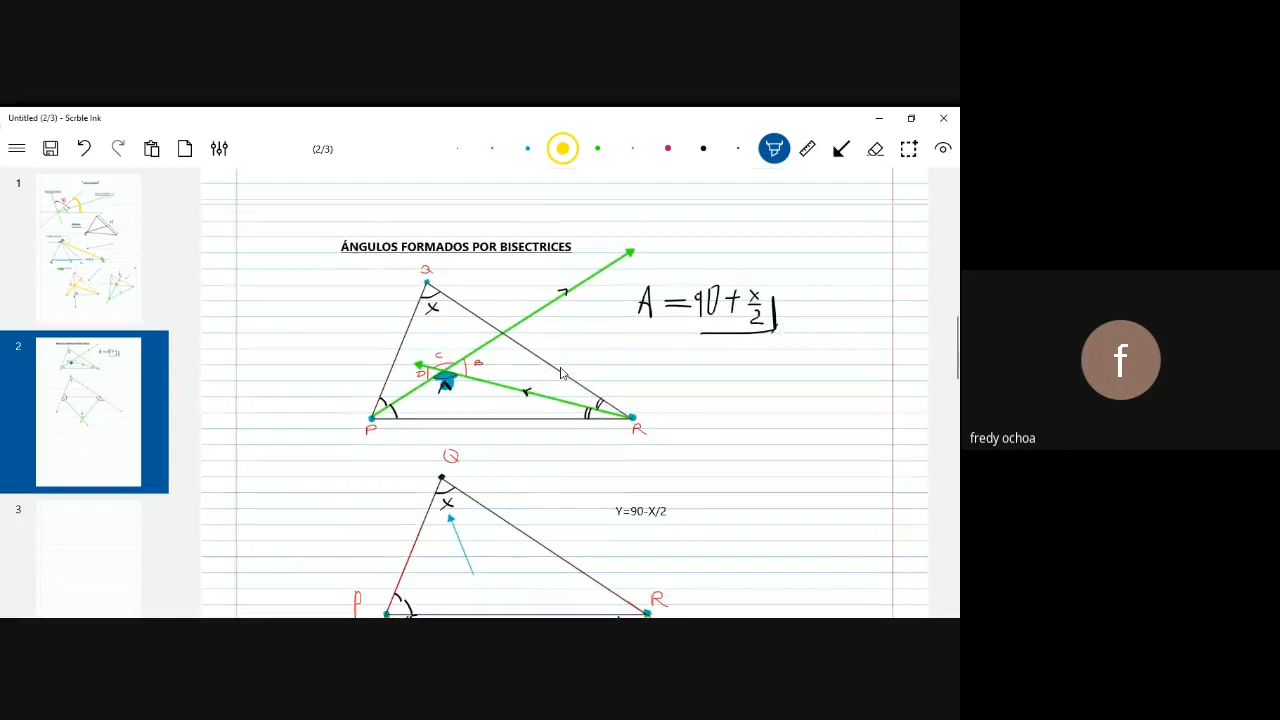 Untitled (2/3) - Scrble Ink
(2/3)
1
2
3
ÁNGULOS FORMADOS POR BISECTRICES
Q
x
A = 90 + x/2
C
B
D
A
P
R
Q
x
Y=90-X/2
P
R
f
fredy ochoa